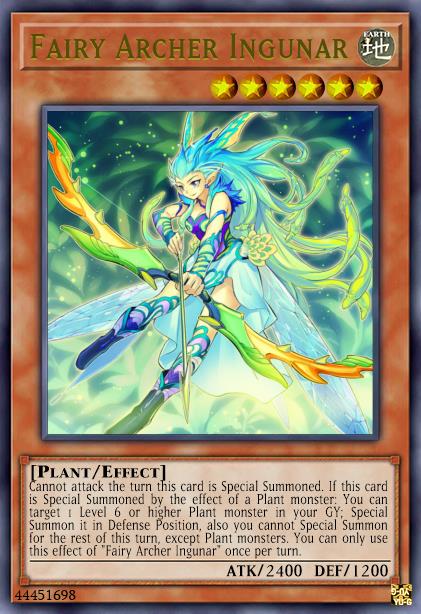 Fairy Archer Ingunar
EARTH
地
[Plant/Effect]
Cannot attack the turn this card is Special Summoned. If this card
is Special Summoned by the effect of a Plant monster: You can
target 1 Level 6 or higher Plant monster in your GY; Special
Summon it in Defense Position, also you cannot Special Summon
for the rest of this turn, except Plant monsters. You can only use
this effect of "Fairy Archer Ingunar" once per turn.
ATK/2400 DEF/1200
44451698